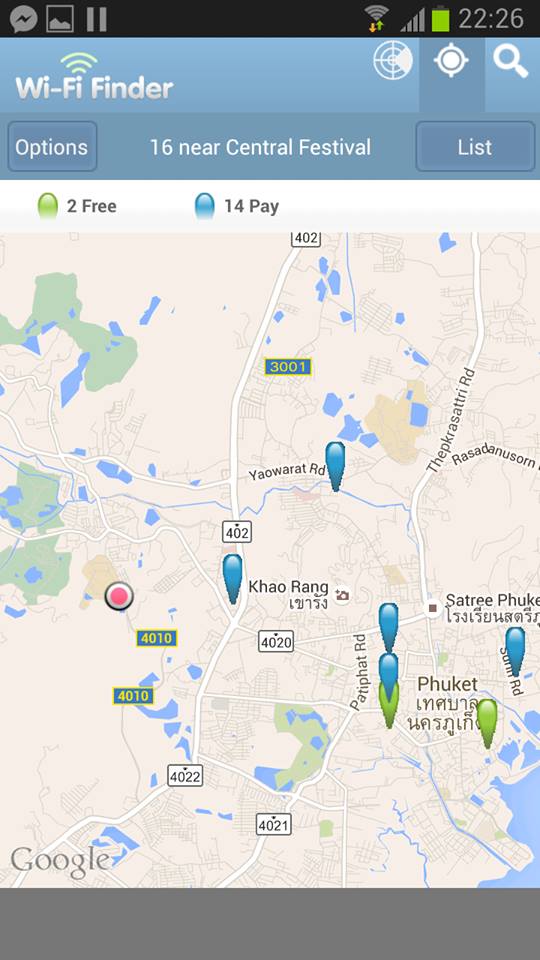 22:26
Wi-Fi Finder
Options
16 near Central Festival
List
2 Free
14 Pay
402
3001
Thepkrasattri Rd
Rasadanusorn
Yaowarat Rd
402
Khao Rang
เขารัง
Satree Phuke
โรงเรียนสตรีภู
4010
4020
Patiphat Rd
4010
Phuket
เทศบาล
นครภูเก็ต
4022
4021
Google